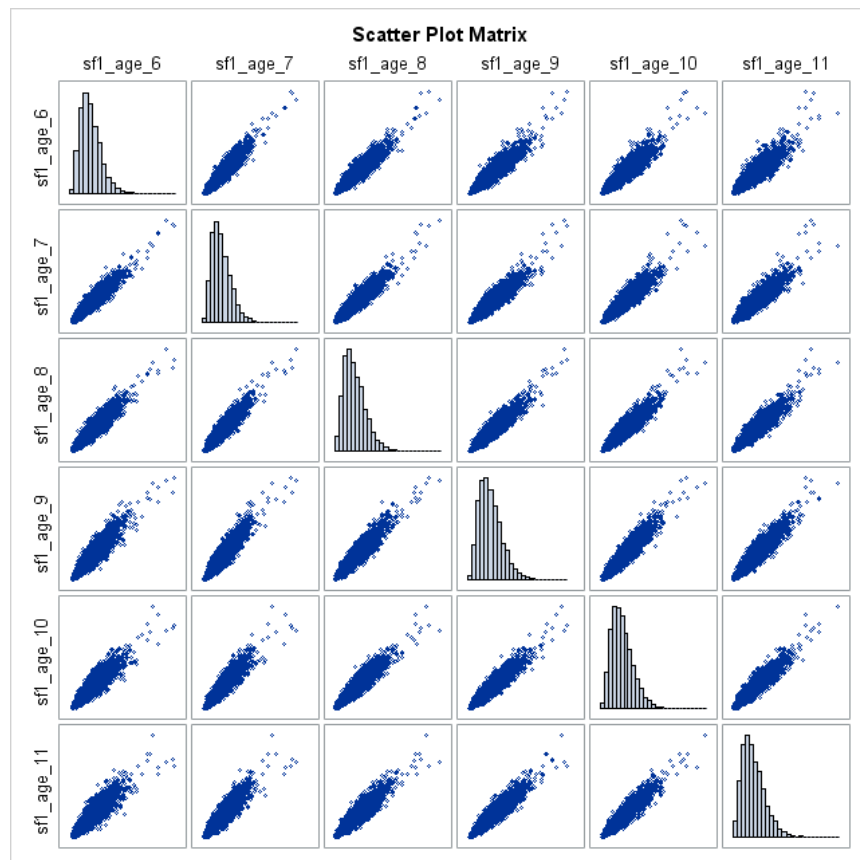 Scatter Plot Matrix
sf1_age_6 sf1_age_7 sf1_age_8 sf1_age_9 sf1_age_10 sf1_age_11
sf1_age_6
sf1_age_7
sf1_age_8
sf1_age_9
sf1_age_10
sf1_age_11